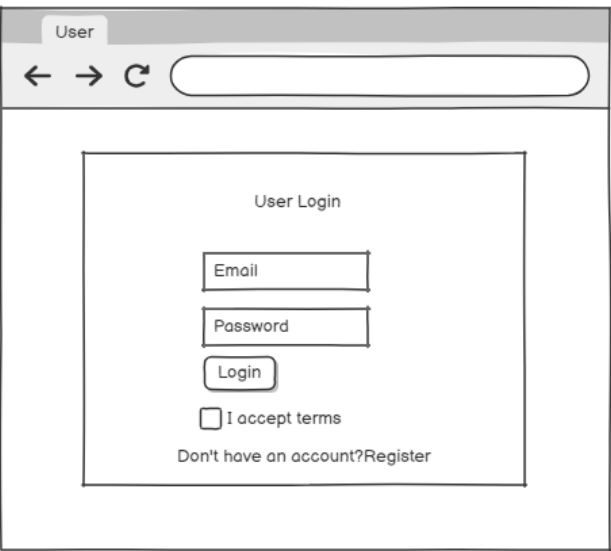 User
User Login
Email
Password
Login
I accept terms
Don't have an account?Register